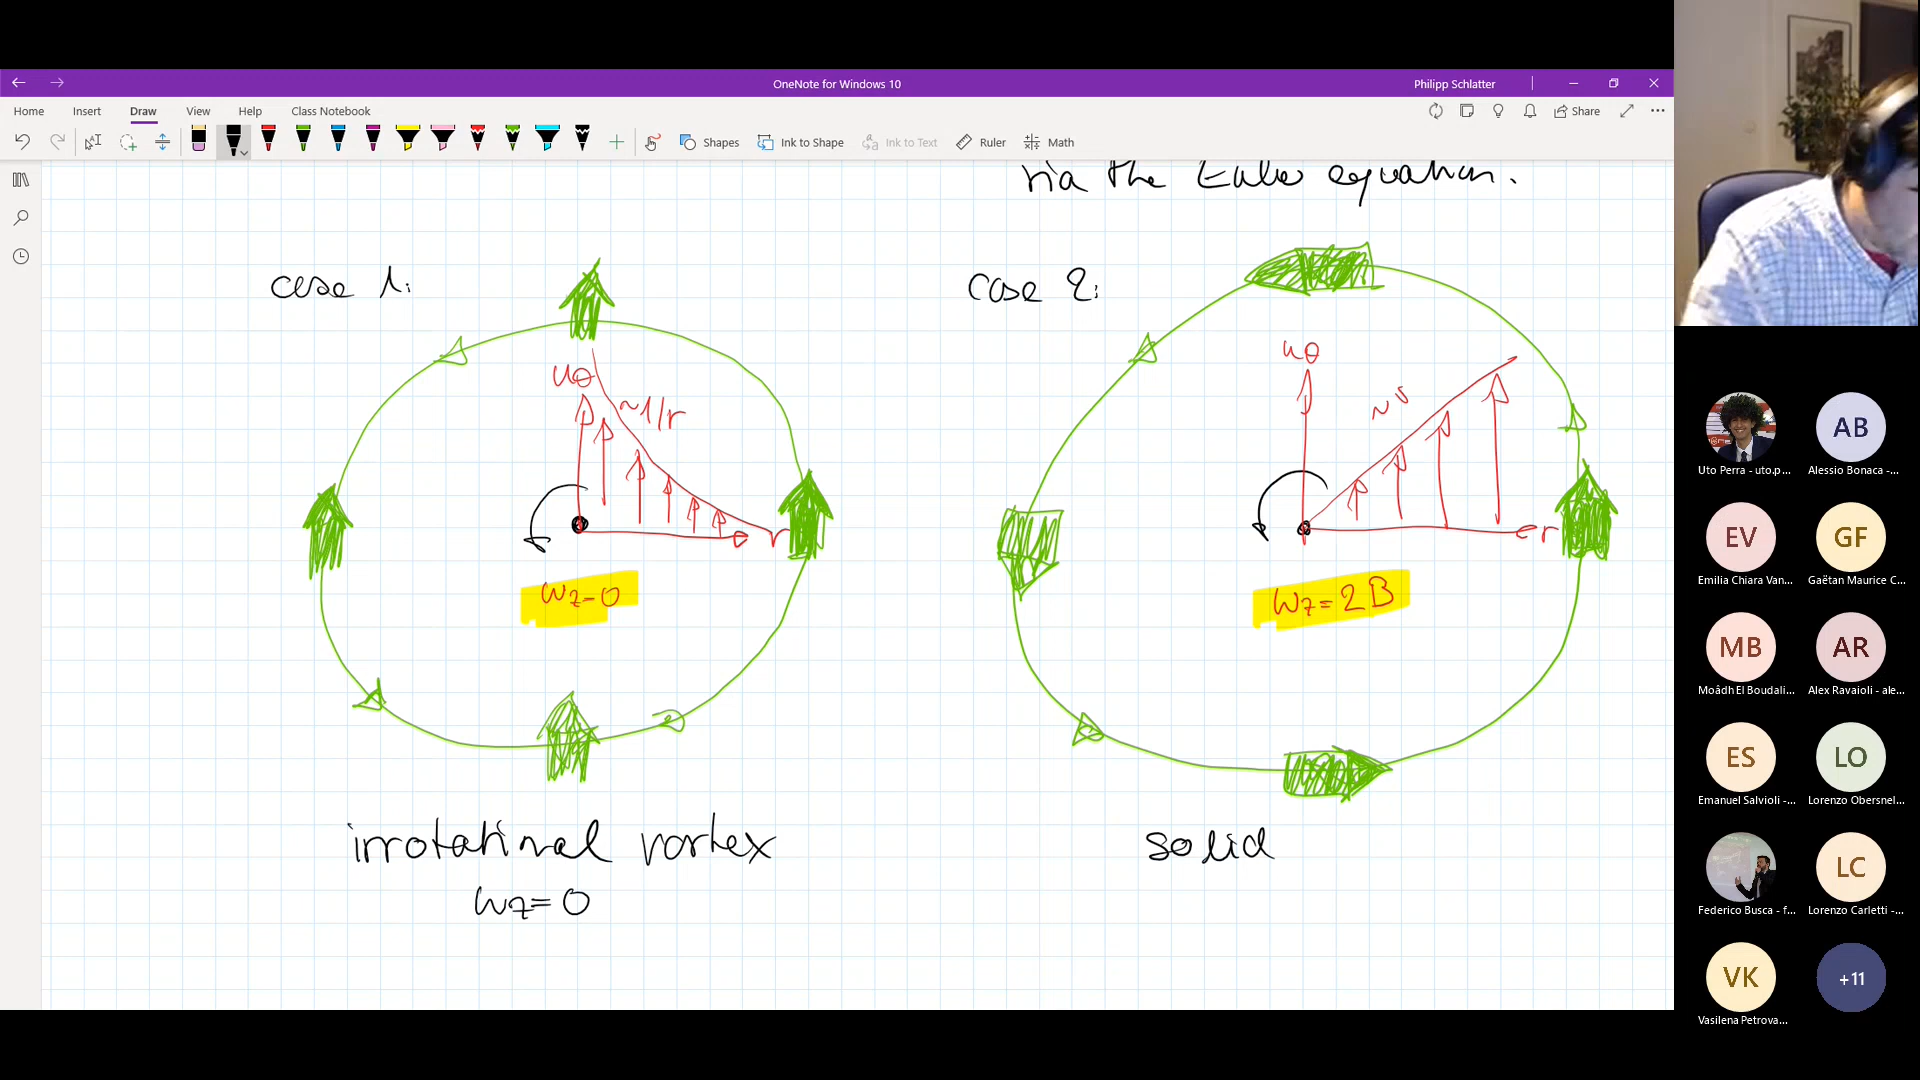 OneNote for Windows 10
Philipp Schlatter
Home Insert Draw View Help Class Notebook
Share
Shapes Ink to Shape Ink to Text Ruler Math
via the Euler equation.
case 1:
case 2:
uθ
~1/r
r
ωz=0
uθ
~r
r
ωz=2B
irrotatinal vortex
ωz=0
solid
Uto Perra - uto.p...
AB
Alessio Bonaca -...
EV
Emilia Chiara Van...
GF
Gaëtan Maurice C...
MB
Moâdh El Boudali...
AR
Alex Ravaioli - ale...
ES
Emanuel Salvioli -...
LO
Lorenzo Obersnel...
Federico Busca - f...
LC
Lorenzo Carletti -...
VK
Vasilena Petrova...
+11